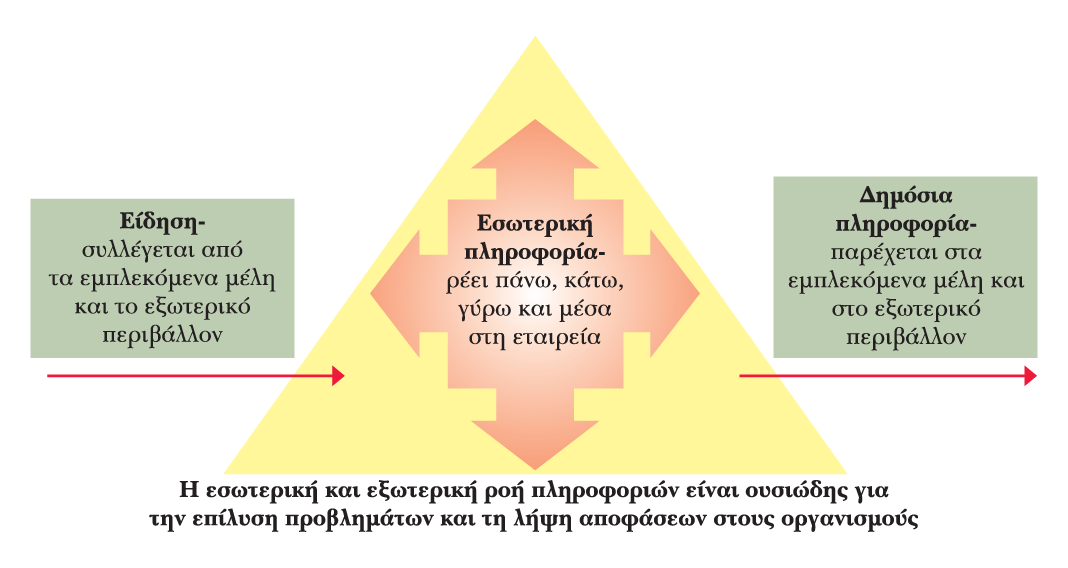 Είδηση-
συλλέγεται από
τα εμπλεκόμενα μέλη
και το εξωτερικό
περιβάλλον
Εσωτερική
πληροφορία-
ρέει πάνω, κάτω,
γύρω και μέσα
στη εταιρεία
Δημόσια
πληροφορία-
παρέχεται στα
εμπλεκόμενα μέλη και
στο εξωτερικό
περιβάλλον
Η εσωτερική και εξωτερική ροή πληροφοριών είναι ουσιώδης για
την επίλυση προβλημάτων και τη λήψη αποφάσεων στους οργανισμούς